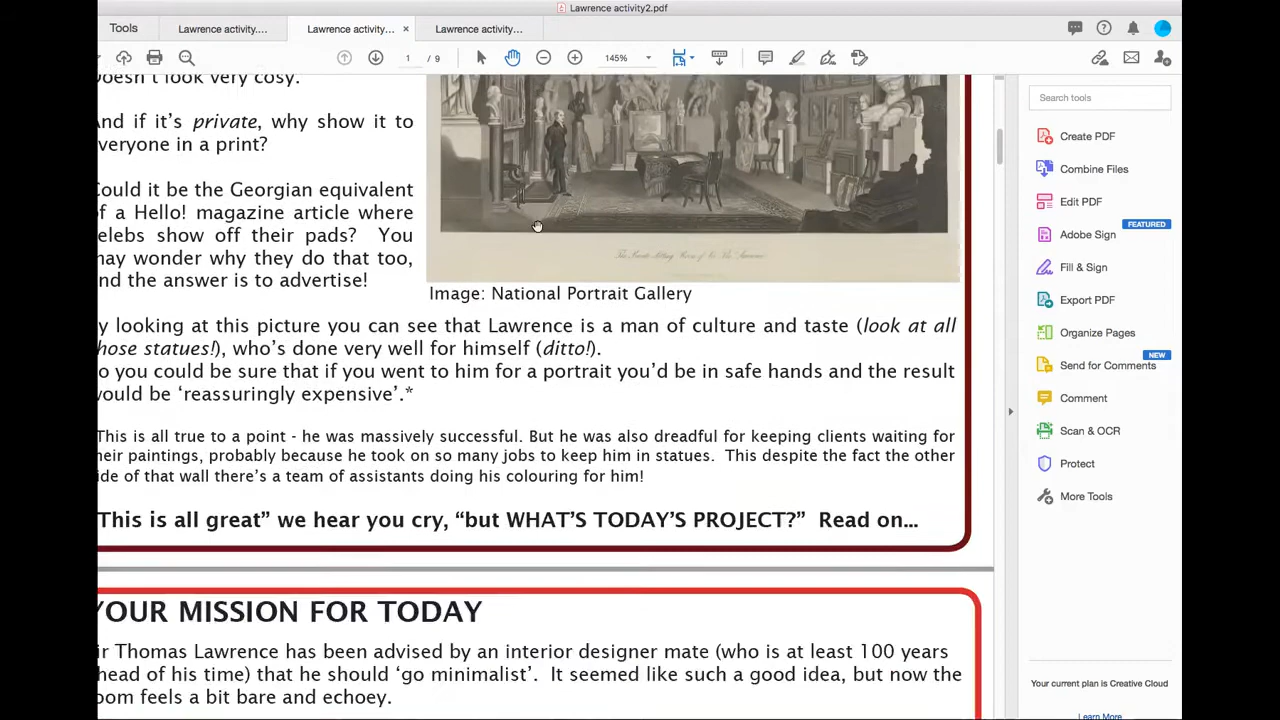 Lawrence activity2.pdf
Tools
Lawrence activity....
Lawrence activity... ×
Lawrence activity...
1 / 9
145%
Doesn't look very cosy.
And if it's private, why show it to
everyone in a print?
Could it be the Georgian equivalent
of a Hello! magazine article where
celebs show off their pads? You
may wonder why they do that too,
and the answer is to advertise!
Image: National Portrait Gallery
y looking at this picture you can see that Lawrence is a man of culture and taste (look at all
those statues!), who's done very well for himself (ditto!).
o you could be sure that if you went to him for a portrait you'd be in safe hands and the result
would be 'reassuringly expensive'.*
This is all true to a point - he was massively successful. But he was also dreadful for keeping clients waiting for
heir paintings, probably because he took on so many jobs to keep him in statues. This despite the fact the other
ide of that wall there's a team of assistants doing his colouring for him!
"This is all great" we hear you cry, "but WHAT'S TODAY'S PROJECT?" Read on...
YOUR MISSION FOR TODAY
ir Thomas Lawrence has been advised by an interior designer mate (who is at least 100 years
head of his time) that he should 'go minimalist'. It seemed like such a good idea, but now the
oom feels a bit bare and echoey.
Search tools
Create PDF
Combine Files
Edit PDF
FEATURED
Adobe Sign
Fill & Sign
Export PDF
Organize Pages
NEW
Send for Comments
Comment
Scan & OCR
Protect
More Tools
Your current plan is Creative Cloud
Learn More